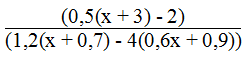 (0,5(x + 3) - 2)
(1,2(x + 0,7) - 4(0,6x + 0,9))